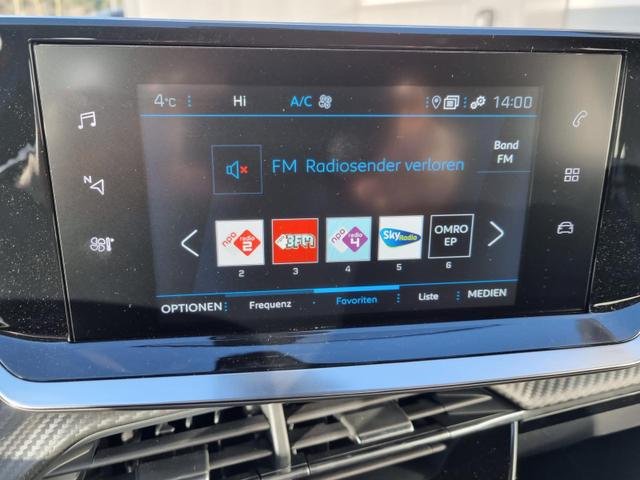 4°C Hi A/C 14:00
N
FM Radiosender verloren
Band
FM
npo radio 2
3FM
npo radio 4
Sky Radio
OMRO
EP
2 3 4 5 6
OPTIONEN Frequenz Favoriten Liste MEDIEN